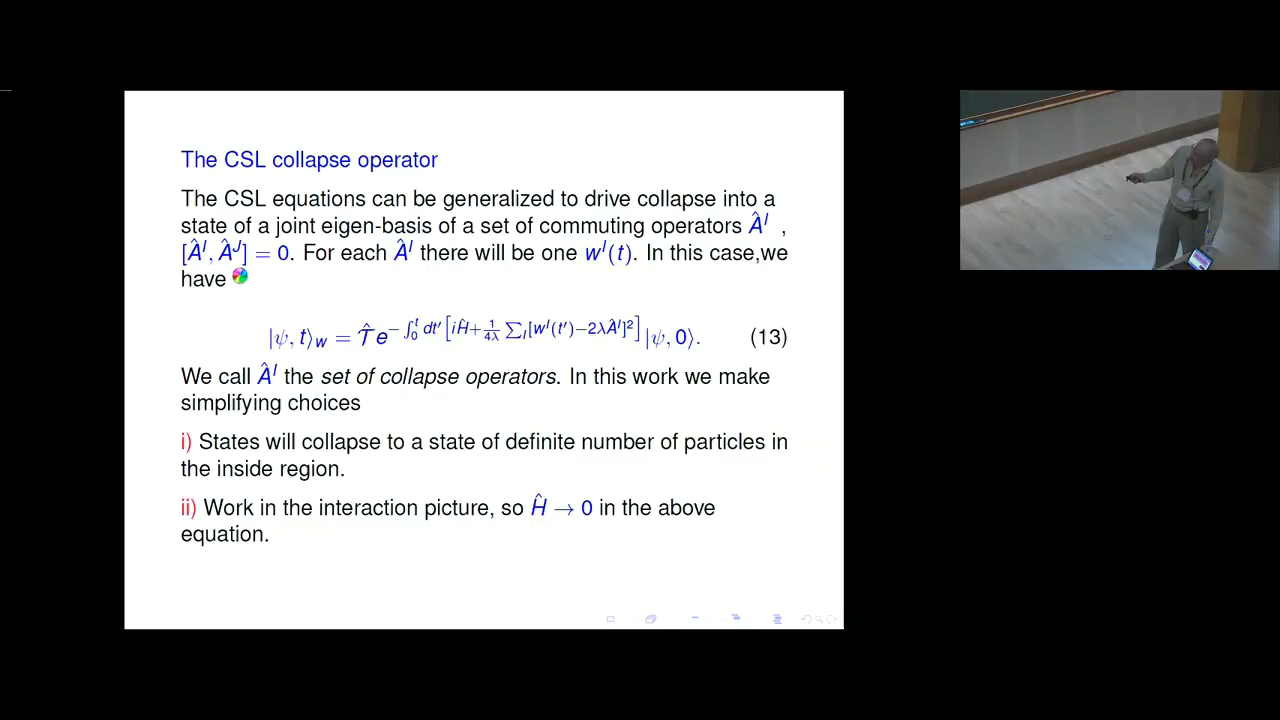 The CSL collapse operator
The CSL equations can be generalized to drive collapse into a
state of a joint eigen-basis of a set of commuting operators Â^I ,
[Â^I, Â^J] = 0. For each Â^I there will be one w^I(t). In this case,we
have
|ψ, t⟩_w = T̂ e^{− ∫_0^t dt′ [iĤ + 1/4λ ∑_I [w^I(t′)−2λÂ^I]^2]} |ψ, 0⟩. (13)
We call Â^I the set of collapse operators. In this work we make
simplifying choices
i) States will collapse to a state of definite number of particles in
the inside region.
ii) Work in the interaction picture, so Ĥ → 0 in the above
equation.